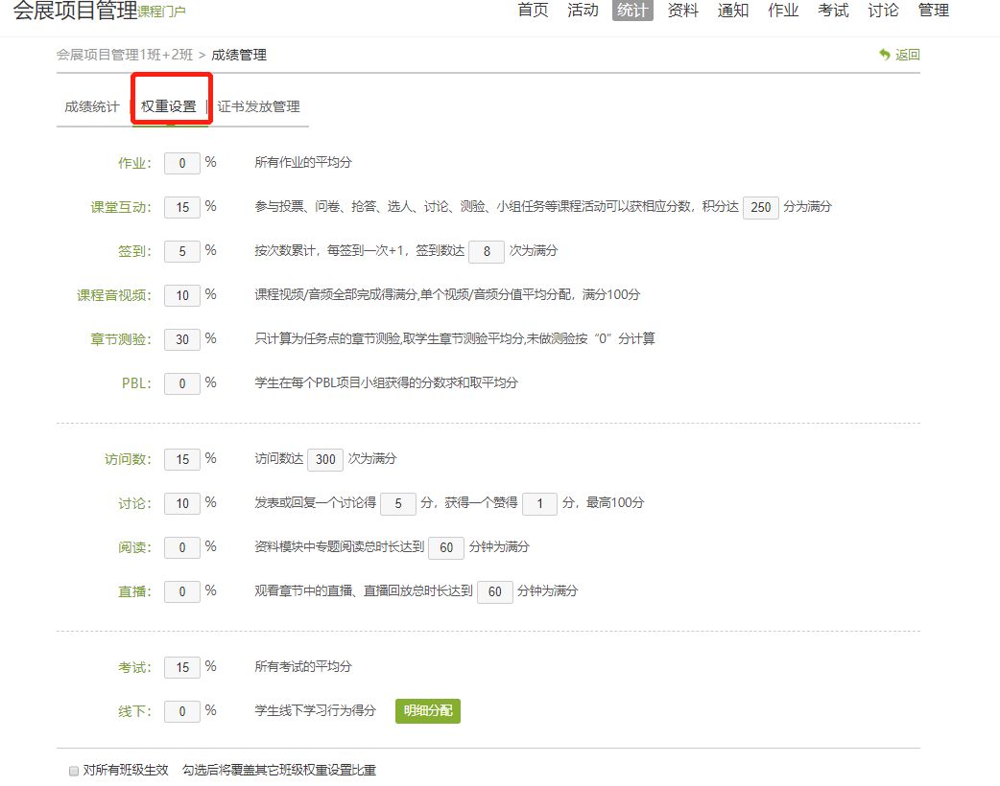 会展项目管理课程门户 首页 活动 统计 资料 通知 作业 考试 讨论 管理
会展项目管理1班+2班 > 成绩管理 返回
成绩统计 | 权重设置 | 证书发放管理
作业: 0 % 所有作业的平均分
课堂互动: 15 % 参与投票、问卷、抢答、选人、讨论、测验、小组任务等课程活动可以获相应分数，积分达 250 分为满分
签到: 5 % 按次数累计，每签到一次+1，签到数达 8 次为满分
课程音视频: 10 % 课程视频/音频全部完成得满分,单个视频/音频分值平均分配，满分100分
章节测验: 30 % 只计算为任务点的章节测验,取学生章节测验平均分,未做测验按“0”分计算
PBL: 0 % 学生在每个PBL项目小组获得的分数求和取平均分
访问数: 15 % 访问数达 300 次为满分
讨论: 10 % 发表或回复一个讨论得 5 分，获得一个赞得 1 分，最高100分
阅读: 0 % 资料模块中专题阅读总时长达到 60 分钟为满分
直播: 0 % 观看章节中的直播、直播回放总时长达到 60 分钟为满分
考试: 15 % 所有考试的平均分
线下: 0 % 学生线下学习行为得分 明细分配
对所有班级生效 勾选后将覆盖其它班级权重设置比重